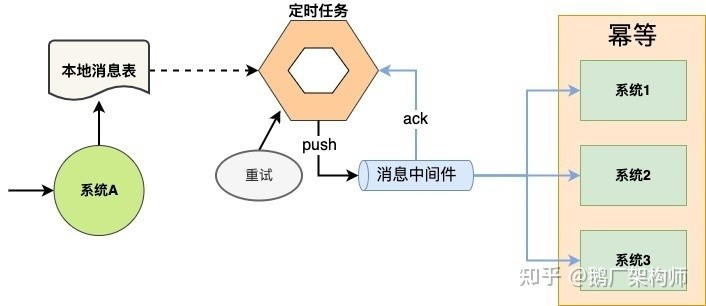 定时任务
幂等
本地消息表
系统1
ack
push
重试
消息中间件
系统A
系统2
系统3
知乎 @鹅厂架构师